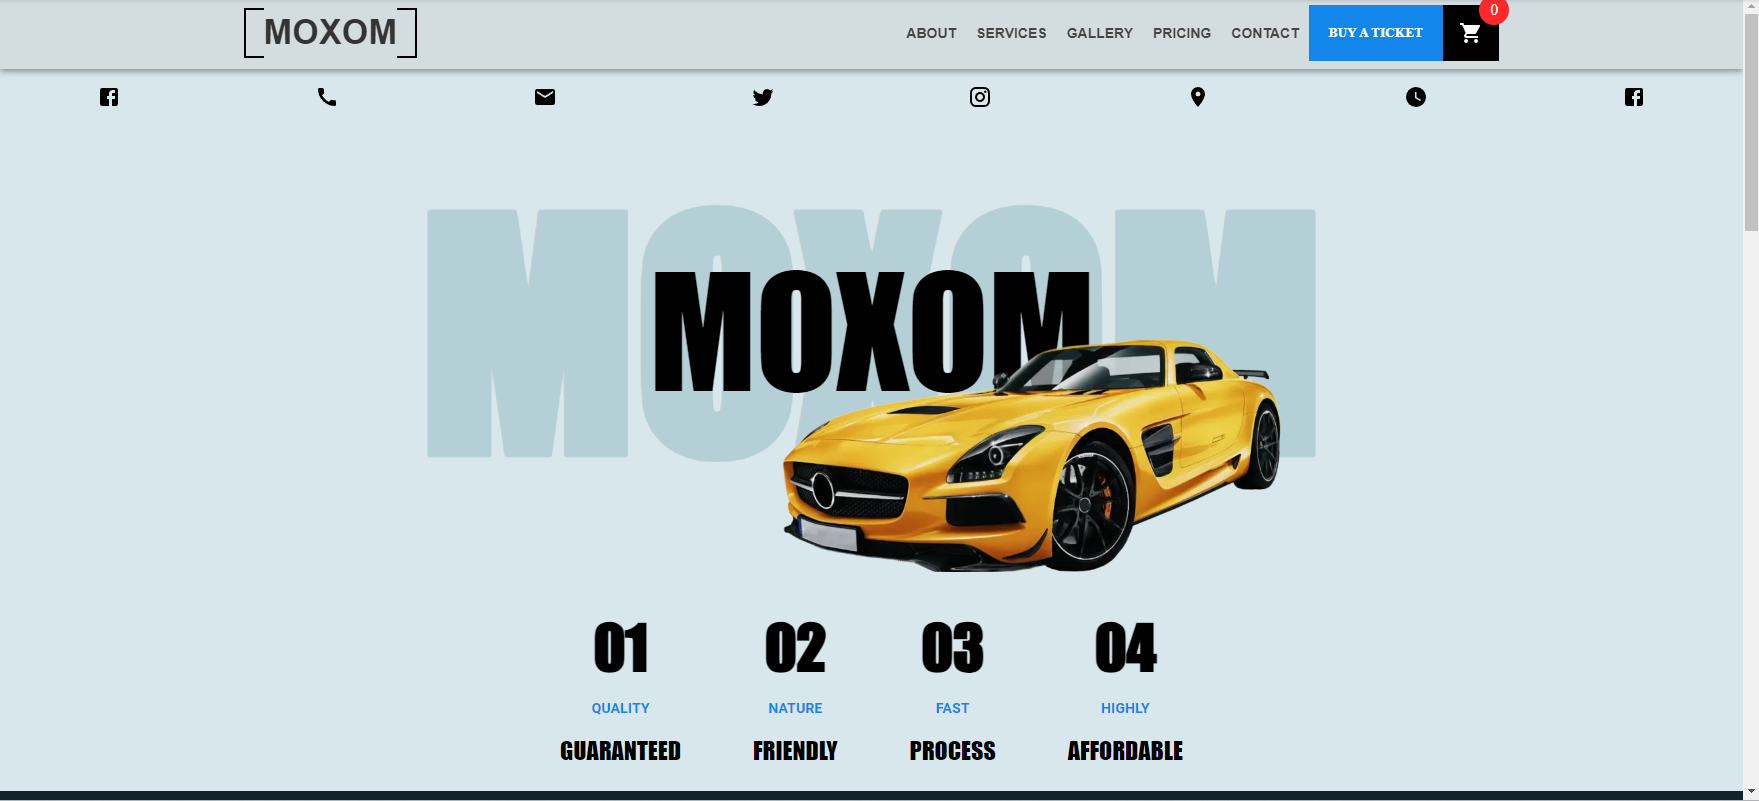 MOXOM
ABOUT SERVICES GALLERY PRICING CONTACT BUY A TICKET 0
MOXOM
MOXOM
01 02 03 04
QUALITY NATURE FAST HIGHLY
GUARANTEED FRIENDLY PROCESS AFFORDABLE